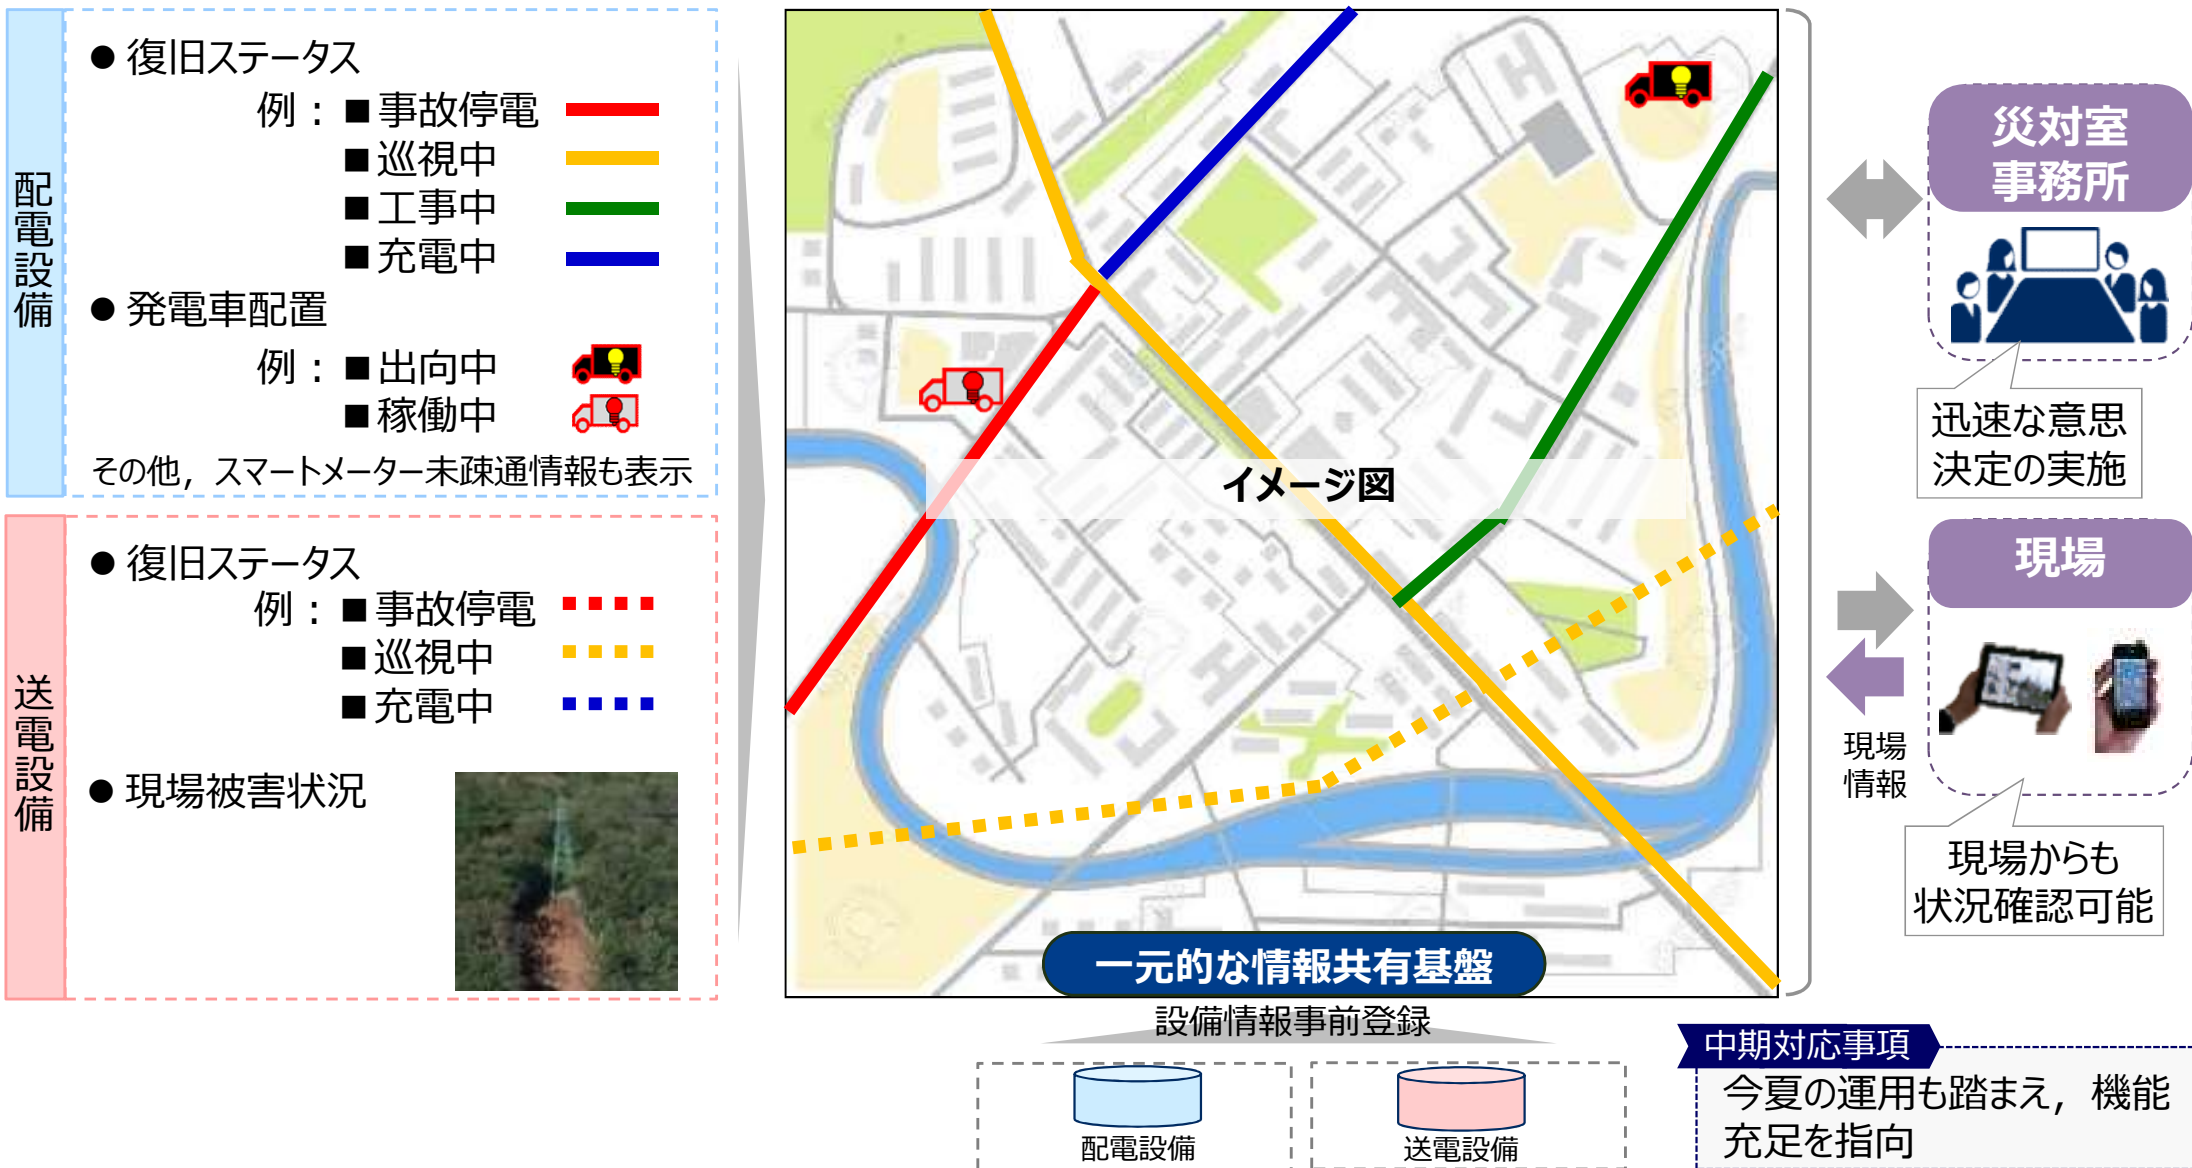 配電設備
● 復旧ステータス
例：■ 事故停電
■ 巡視中
■ 工事中
■ 充電中
● 発電車配置
例：■ 出向中
■ 稼働中
その他，スマートメーター未疎通情報も表示
送電設備
● 復旧ステータス
例：■ 事故停電
■ 巡視中
■ 充電中
● 現場被害状況
イメージ図
一元的な情報共有基盤
設備情報事前登録
配電設備
送電設備
災対室
事務所
迅速な意思
決定の実施
現場
現場
情報
現場からも
状況確認可能
中期対応事項
今夏の運用も踏まえ，機能
充足を指向